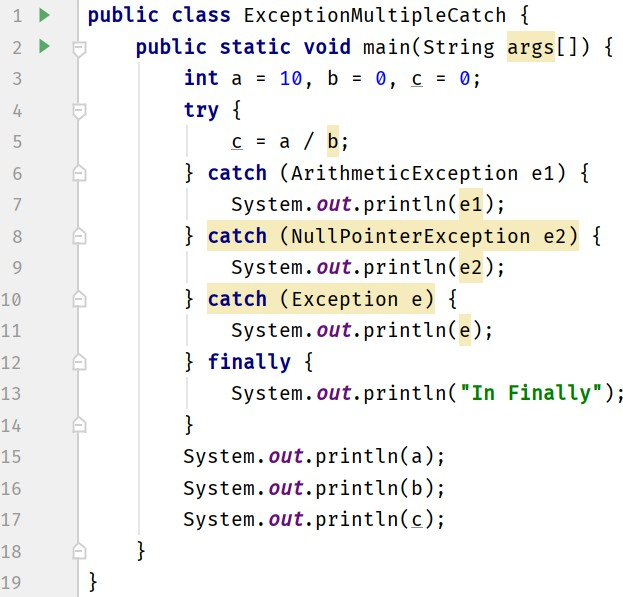 1 public class ExceptionMultipleCatch {
2 public static void main(String args[]) {
3 int a = 10, b = 0, c = 0;
4 try {
5 c = a / b;
6 } catch (ArithmeticException e1) {
7 System.out.println(e1);
8 } catch (NullPointerException e2) {
9 System.out.println(e2);
10 } catch (Exception e) {
11 System.out.println(e);
12 } finally {
13 System.out.println("In Finally");
14 }
15 System.out.println(a);
16 System.out.println(b);
17 System.out.println(c);
18 }
19 }